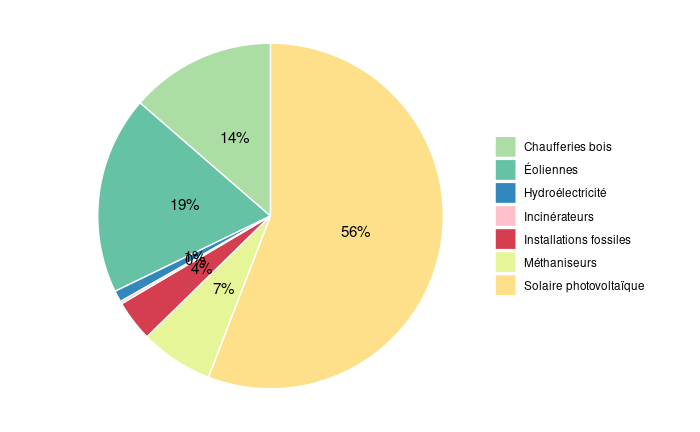 14%
19%
56%
1%
0%
4%
7%
Chaufferies bois
Éoliennes
Hydroélectricité
Incinérateurs
Installations fossiles
Méthaniseurs
Solaire photovoltaïque